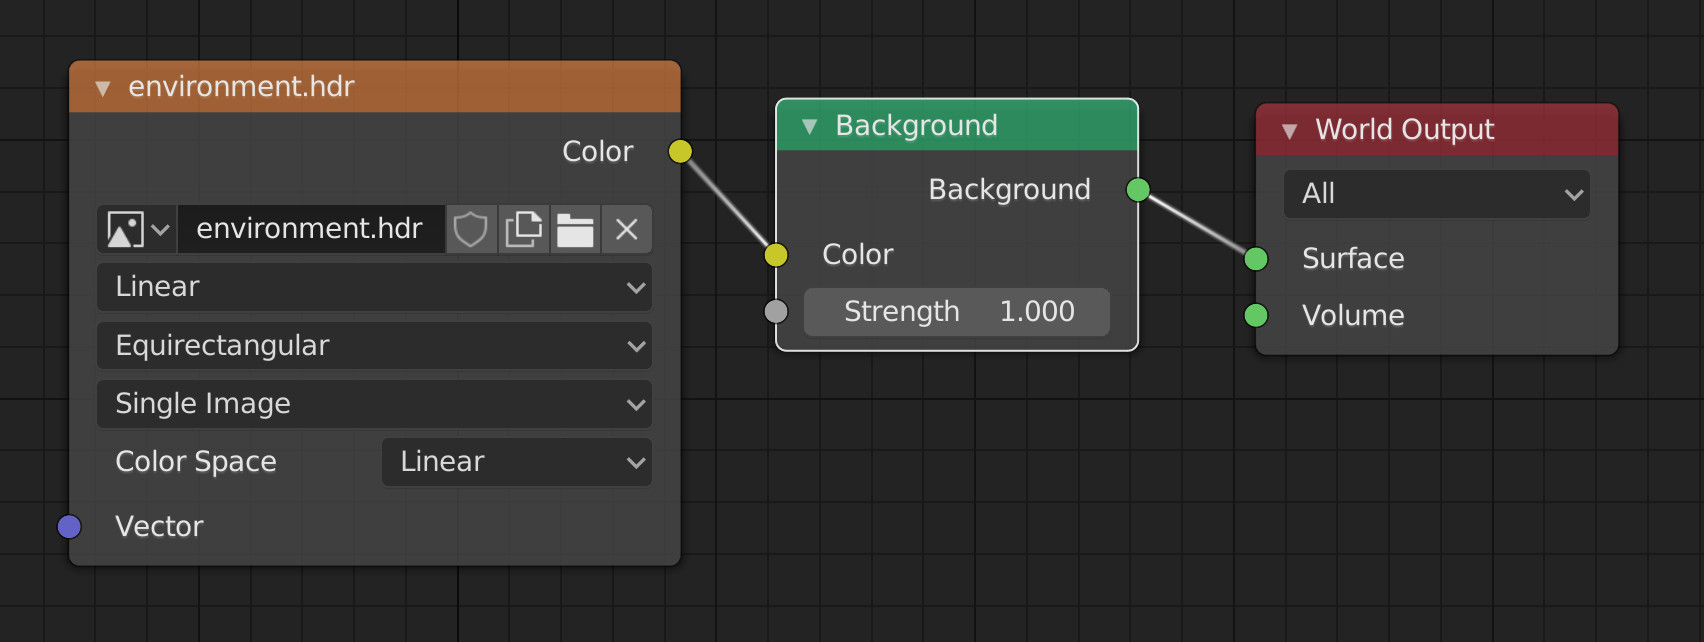 environment.hdr
Color
environment.hdr
Linear
Equirectangular
Single Image
Color Space Linear
Vector
Background
Background
Color
Strength 1.000
World Output
All
Surface
Volume